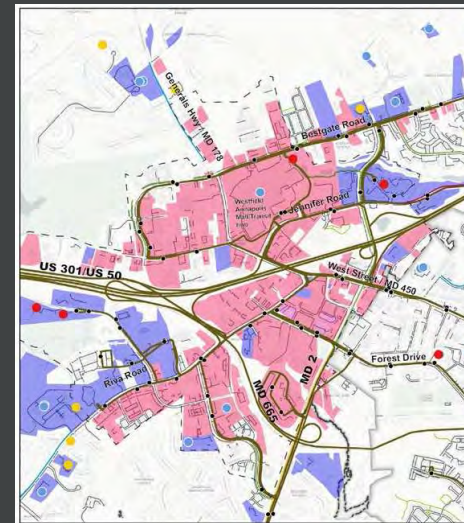 Generals Hwy / MD 178
Bestgate Road
Westfield
Annapolis
Mall Transit
Jennifer Road
US 301/US 50
West Street / MD 450
Forest Drive
Riva Road
MD 2
MD 665